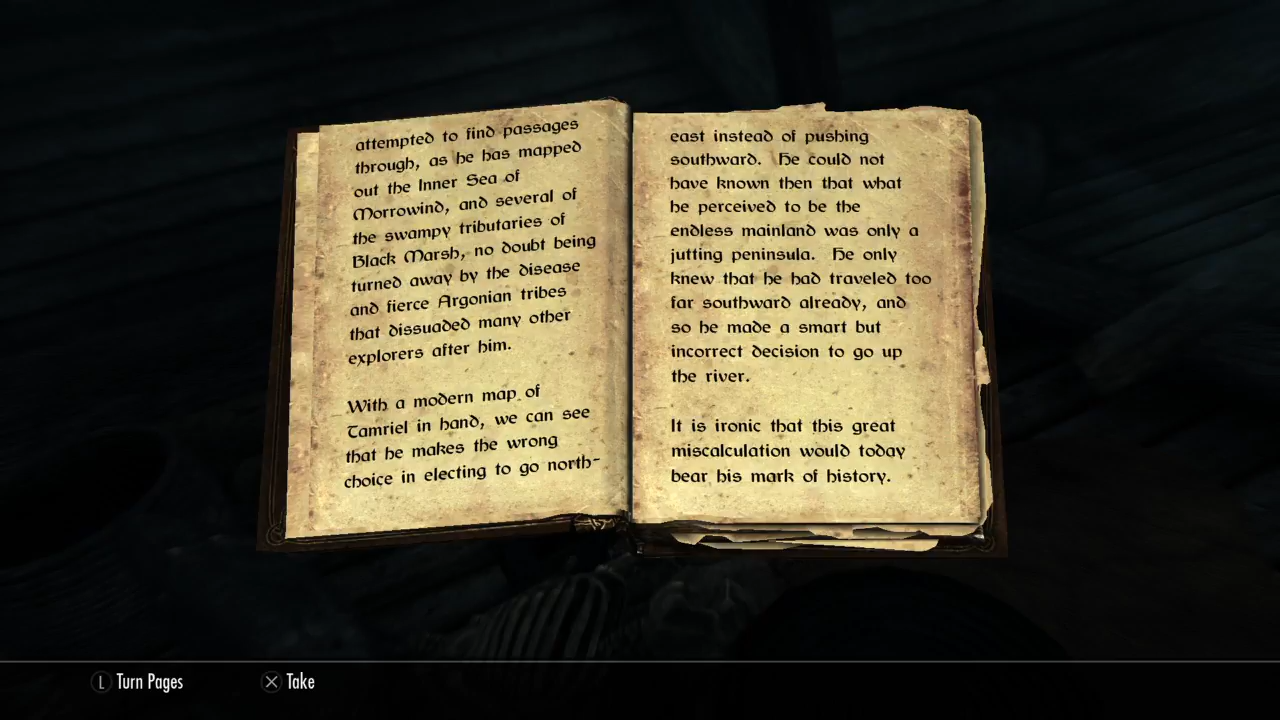 attempted to find passages
through, as he has mapped
out the Inner Sea of
Morrowind, and several of
the swampy tributaries of
Black Marsh, no doubt being
turned away by the disease
and fierce Argonian tribes
that dissuaded many other
explorers after him.
With a modern map of
Tamriel in hand, we can see
that he makes the wrong
choice in electing to go north-
east instead of pushing
southward. He could not
have known then that what
he perceived to be the
endless mainland was only a
jutting peninsula. He only
knew that he had traveled too
far southward already, and
so he made a smart but
incorrect decision to go up
the river.
It is ironic that this great
miscalculation would today
bear his mark of history.
L Turn Pages
X Take